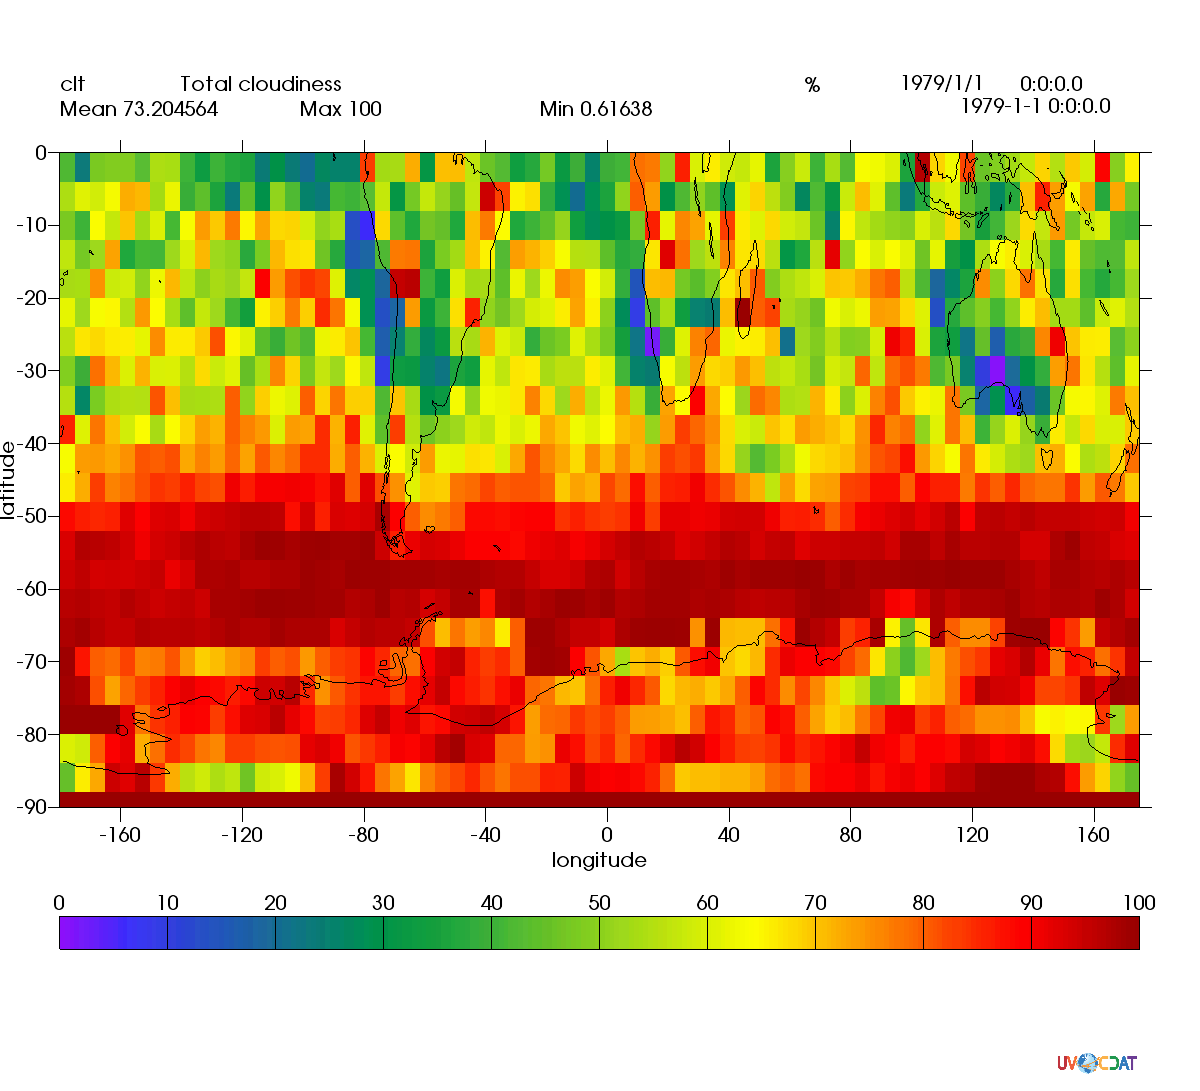 clt Total cloudiness % 1979/1/1 0:0:0.0
Mean 73.204564 Max 100 Min 0.61638 1979-1-1 0:0:0.0
0
-10
-20
-30
-40
-50
-60
-70
-80
-90
latitude
-160 -120 -80 -40 0 40 80 120 160
longitude
0 10 20 30 40 50 60 70 80 90 100
UV CDAT